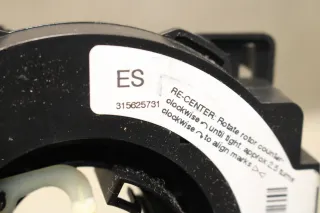 ES
315625731
RE-CENTER: Rotate rotor counter-
clockwise ↶ until tight. approx 2.5 turns
clockwise ↷ to align marks ▷◁